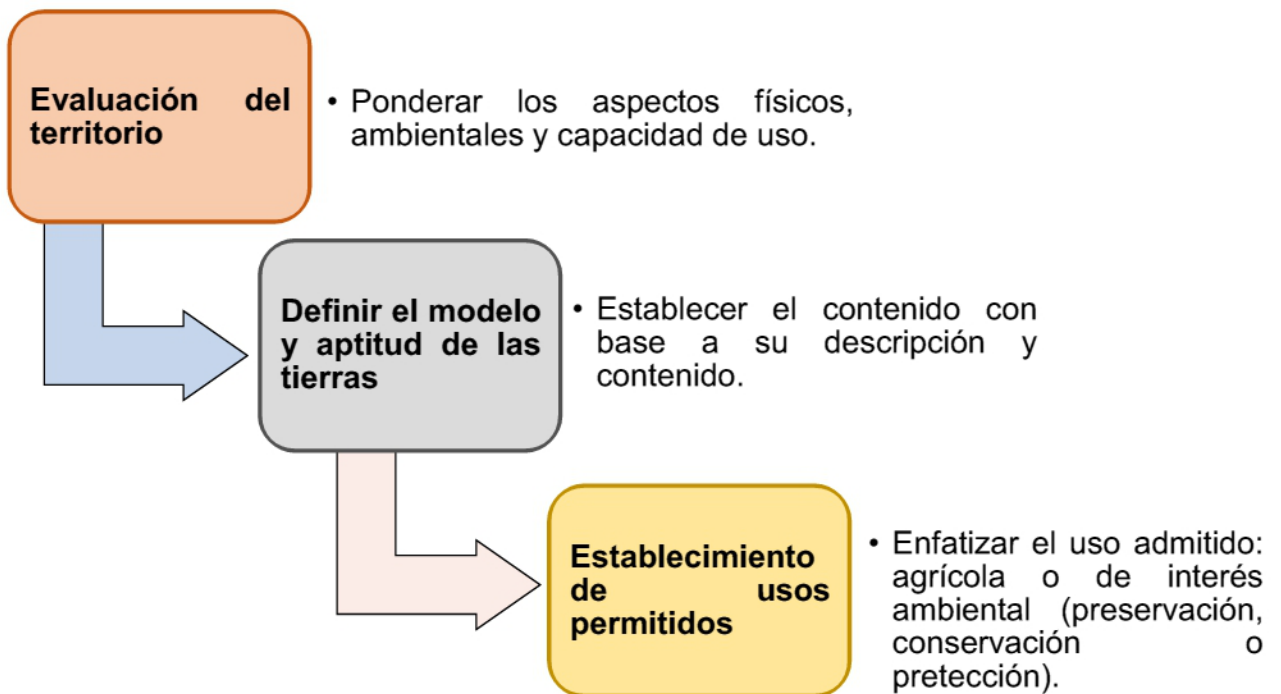 Evaluación del
territorio
• Ponderar los aspectos físicos,
ambientales y capacidad de uso.
Definir el modelo
y aptitud de las
tierras
• Establecer el contenido con
base a su descripción y
contenido.
Establecimiento
de usos
permitidos
• Enfatizar el uso admitido:
agrícola o de interés
ambiental (preservación,
conservación o
pretección).